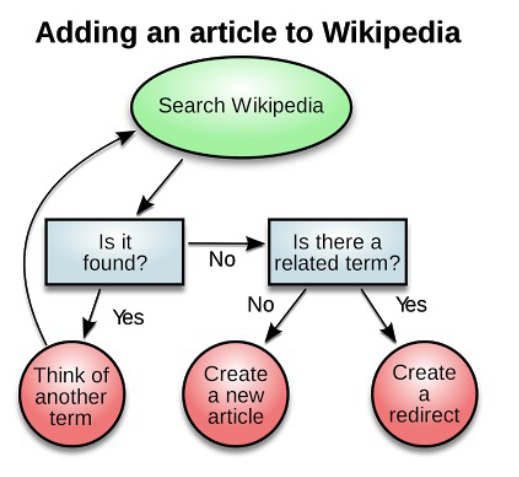 Adding an article to Wikipedia
Search Wikipedia
Is it
found?
No
Is there a
related term?
Yes
No
Yes
Think of
another
term
Create
a new
article
Create
a
redirect